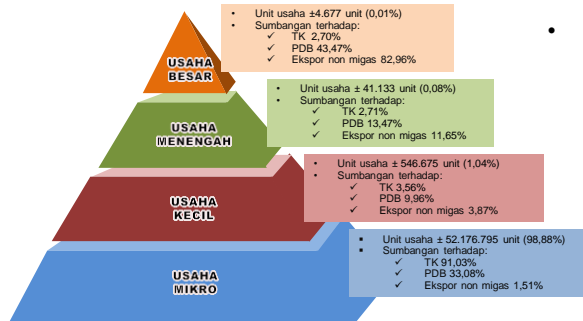 • Unit usaha ±4.677 unit (0,01%)
• Sumbangan terhadap:
✓ TK 2,70%
✓ PDB 43,47%
✓ Ekspor non migas 82,96%
USAHA
BESAR
• Unit usaha ± 41.133 unit (0,08%)
• Sumbangan terhadap:
✓ TK 2,71%
✓ PDB 13,47%
✓ Ekspor non migas 11,65%
USAHA
MENENGAH
• Unit usaha ± 546.675 unit (1,04%)
• Sumbangan terhadap:
✓ TK 3,56%
✓ PDB 9,96%
✓ Ekspor non migas 3,87%
USAHA
KECIL
▪ Unit usaha ± 52.176.795 unit (98,88%)
▪ Sumbangan terhadap:
✓ TK 91,03%
✓ PDB 33,08%
✓ Ekspor non migas 1,51%
USAHA
MIKRO